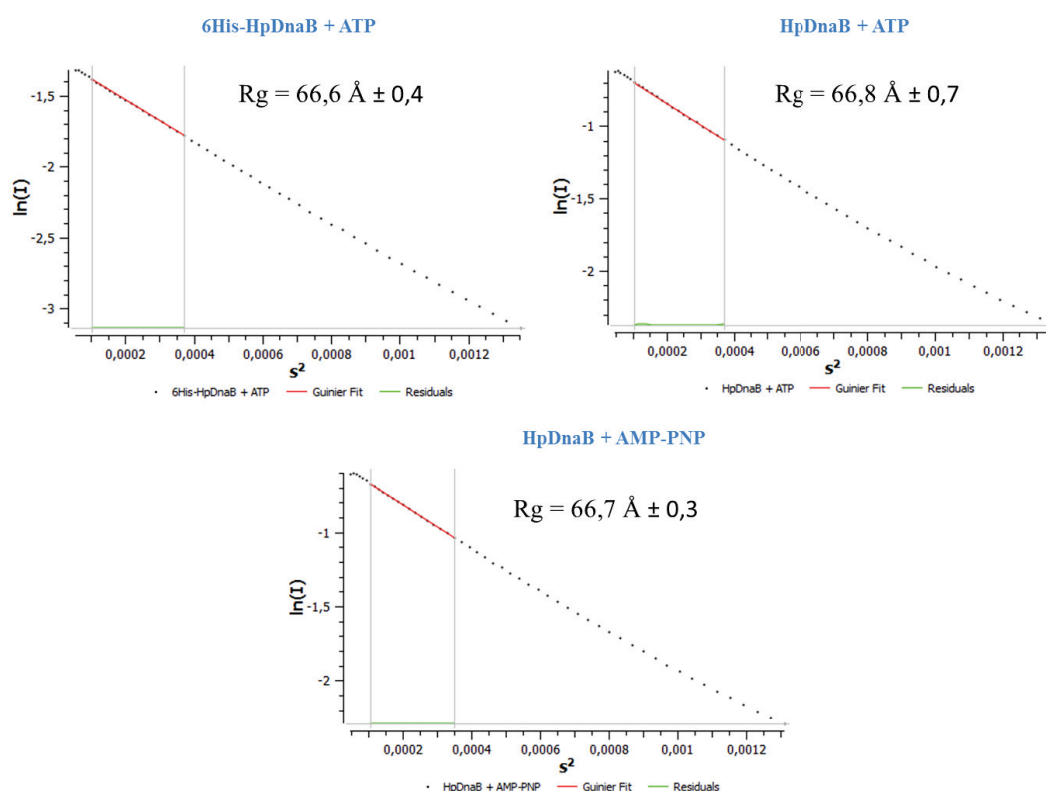 6His-HpDnaB + ATP
Rg = 66,6 Å ± 0,4
ln(I)
-1,5
-2
-2,5
-3
0,0002 0,0004 0,0006 0,0008 0,001 0,0012
s²
6His-HpDnaB + ATP Guinier Fit Residuals
HpDnaB + ATP
Rg = 66,8 Å ± 0,7
ln(I)
-1
-1,5
-2
0,0002 0,0004 0,0006 0,0008 0,001 0,0012
s²
HpDnaB + ATP Guinier Fit Residuals
HpDnaB + AMP-PNP
Rg = 66,7 Å ± 0,3
ln(I)
-1
-1,5
-2
0,0002 0,0004 0,0006 0,0008 0,001 0,0012
s²
HpDnaB + AMP-PNP Guinier Fit Residuals